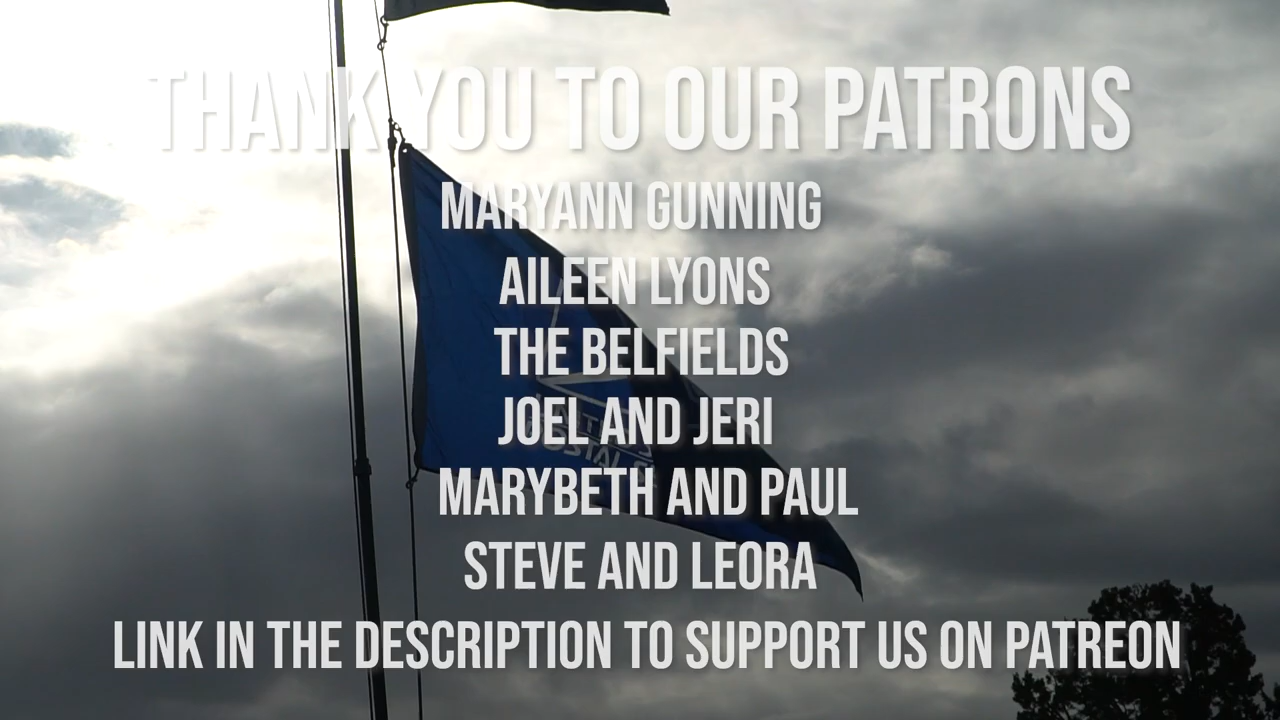 THANK YOU TO OUR PATRONS
MARYANN GUNNING
AILEEN LYONS
THE BELFIELDS
JOEL AND JERI
MARYBETH AND PAUL
STEVE AND LEORA
LINK IN THE DESCRIPTION TO SUPPORT US ON PATREON